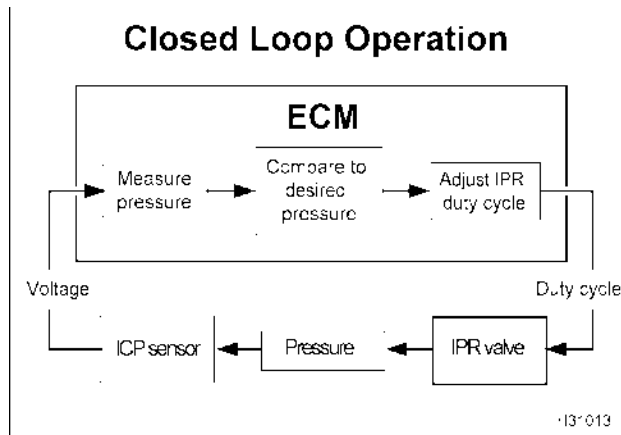 Closed Loop Operation
ECM
Measure
pressure
Compare to
desired
pressure
Adjust IPR
duty cycle
Voltage
Duty cycle
ICP sensor
Pressure
IPR valve